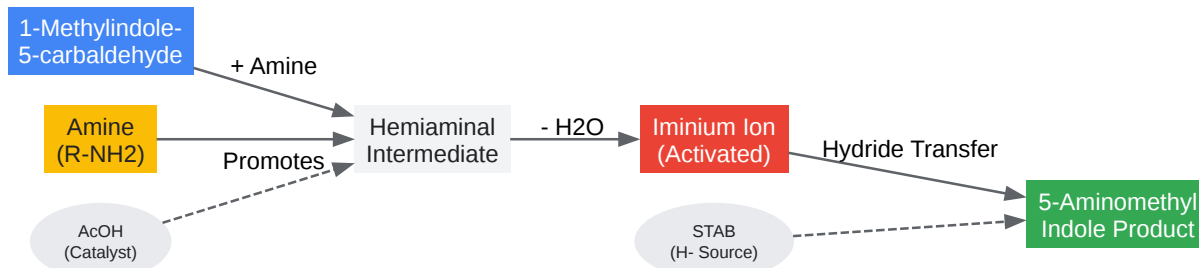 1-Methylindole-
5-carbaldehyde
+ Amine
Amine
(R-NH2)
Promotes
AcOH
(Catalyst)
Hemiaminal
Intermediate
- H2O
Iminium Ion
(Activated)
Hydride Transfer
STAB
(H- Source)
5-Aminomethyl
Indole Product